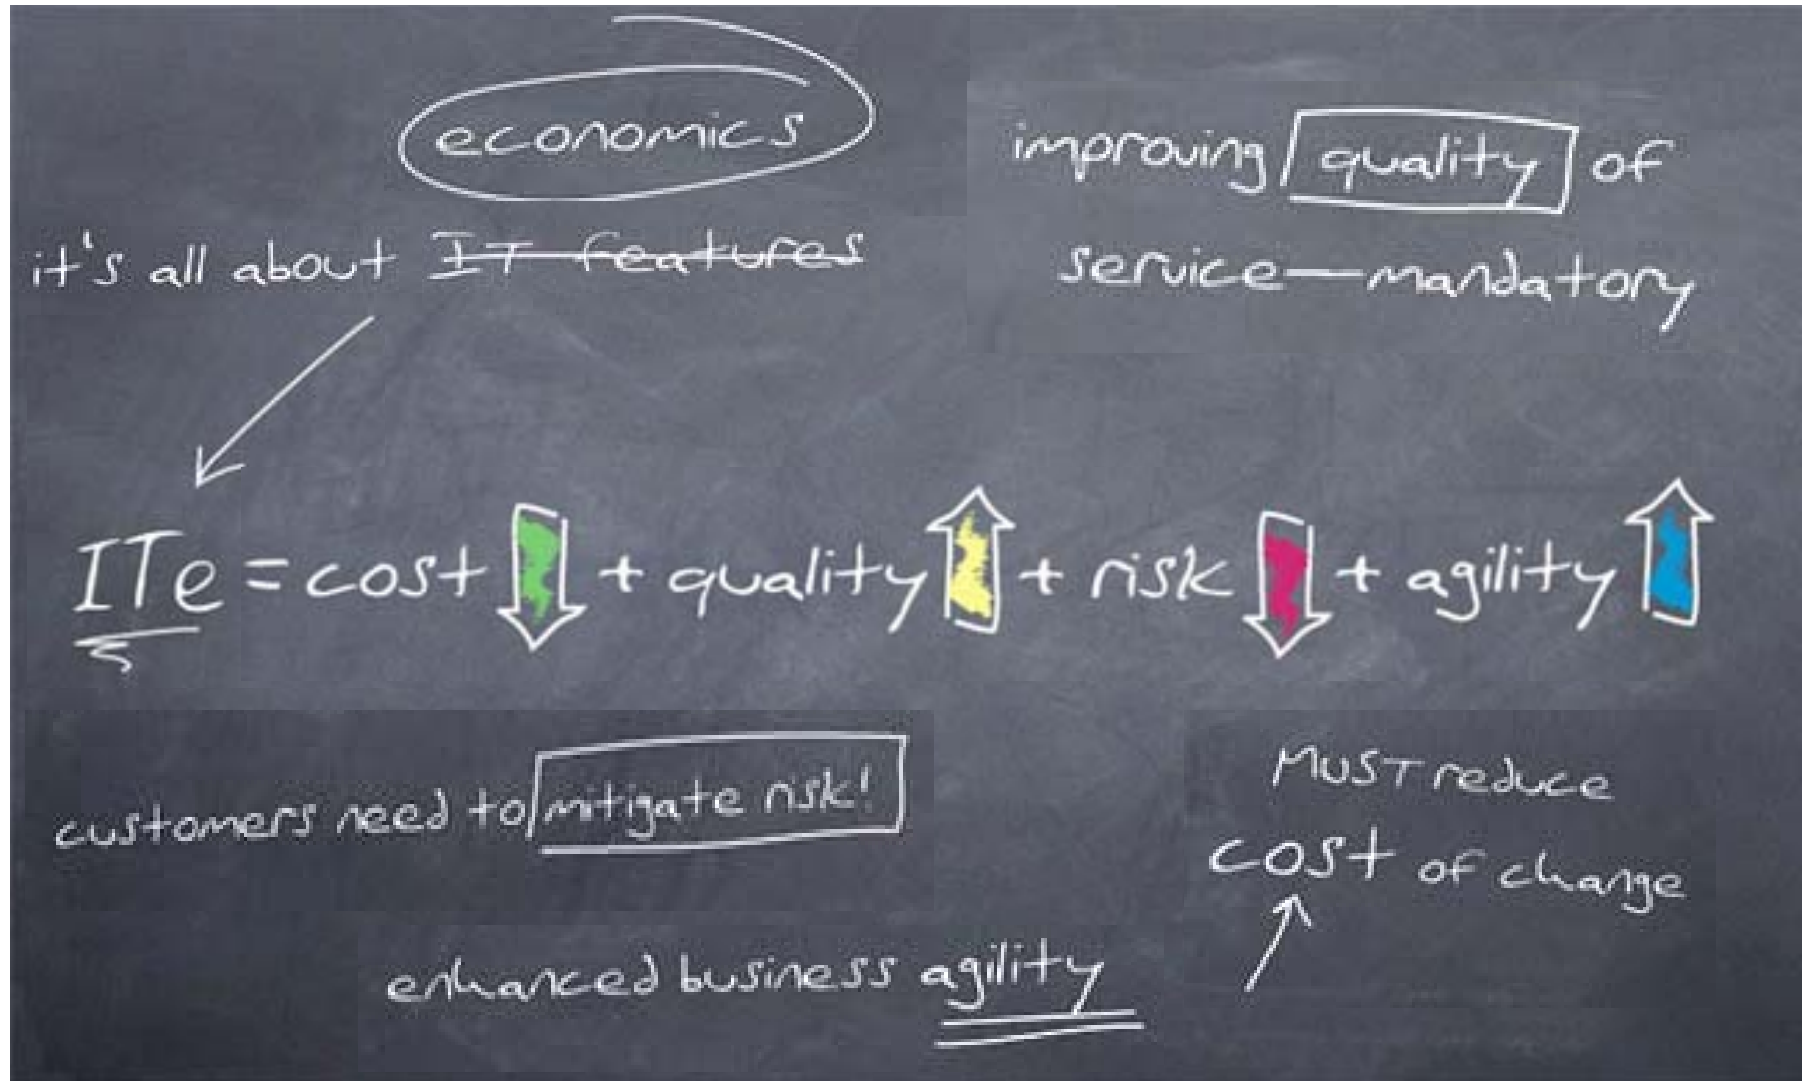 economics
it's all about IT features
improving quality of
service—mandatory
ITe = cost + quality + risk + agility
customers need to mitigate risk!
MUST reduce
cost of change
enhanced business agility